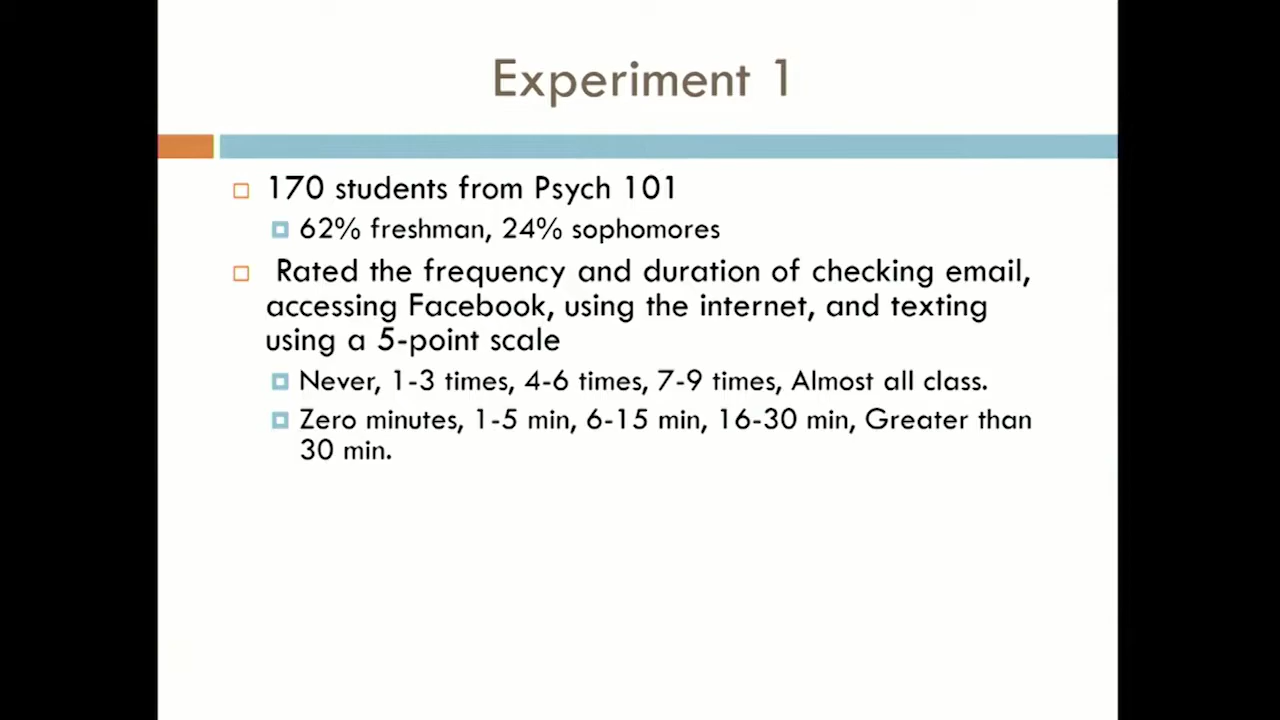 Experiment 1
170 students from Psych 101
62% freshman, 24% sophomores
Rated the frequency and duration of checking email,
accessing Facebook, using the internet, and texting
using a 5-point scale
Never, 1-3 times, 4-6 times, 7-9 times, Almost all class.
Zero minutes, 1-5 min, 6-15 min, 16-30 min, Greater than
30 min.